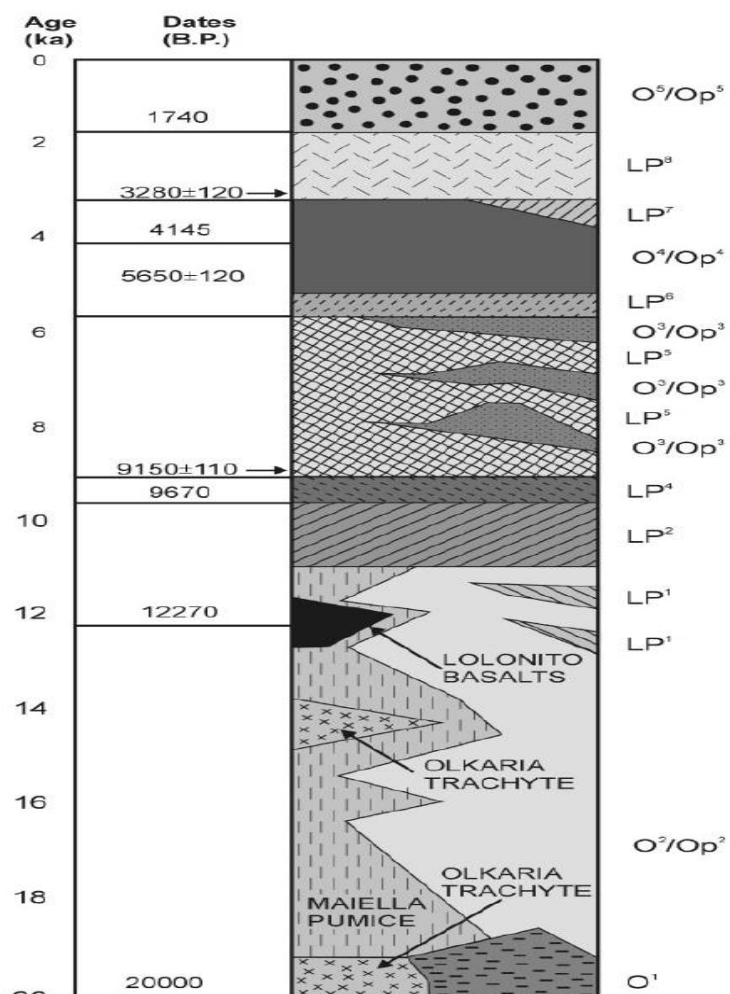 Age Dates
(ka) (B.P.)
0
O⁵/Op⁵
1740
2
LP⁸
3280±120
LP⁷
4145
4
O⁴/Op⁴
5650±120
LP⁶
6
O³/Op³
LP⁵
O³/Op³
LP⁵
8
O³/Op³
9150±110
9670
LP⁴
10
LP²
LP¹
12
12270
LP¹
LOLONITO
BASALTS
14
OLKARIA
TRACHYTE
16
O²/Op²
OLKARIA
TRACHYTE
18
MAIELLA
PUMICE
20000
O¹